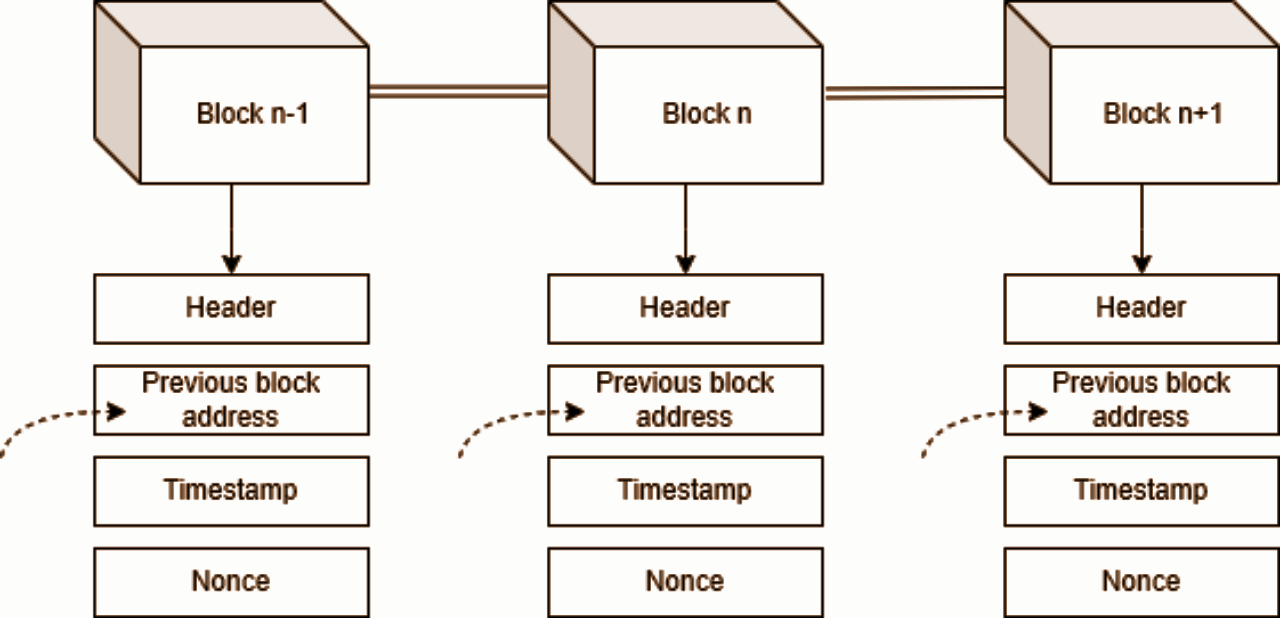 Block n-1
Block n
Block n+1
Header
Header
Header
Previous block
address
Previous block
address
Previous block
address
Timestamp
Timestamp
Timestamp
Nonce
Nonce
Nonce